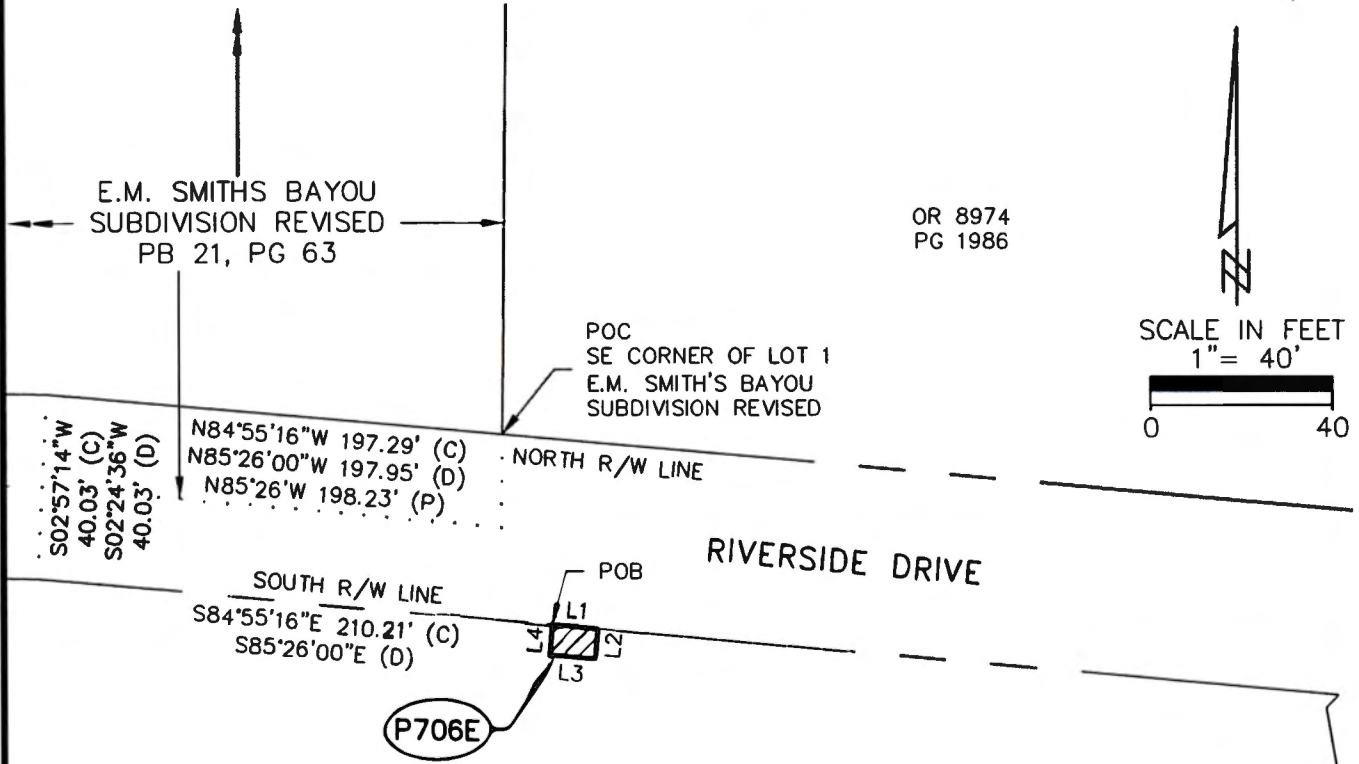 E.M. SMITHS BAYOU
SUBDIVISION REVISED
PB 21, PG 63
OR 8974
PG 1986
N
SCALE IN FEET
1"= 40'
0 40
POC
SE CORNER OF LOT 1
E.M. SMITH'S BAYOU
SUBDIVISION REVISED
S02°57'14"W
40.03' (C)
S02°24'36"W
40.03' (D)
N84°55'16"W 197.29' (C)
N85°26'00"W 197.95' (D)
N85°26'W 198.23' (P)
NORTH R/W LINE
RIVERSIDE DRIVE
SOUTH R/W LINE
S84°55'16"E 210.21' (C)
S85°26'00"E (D)
POB
L1
L4
L2
L3
P706E